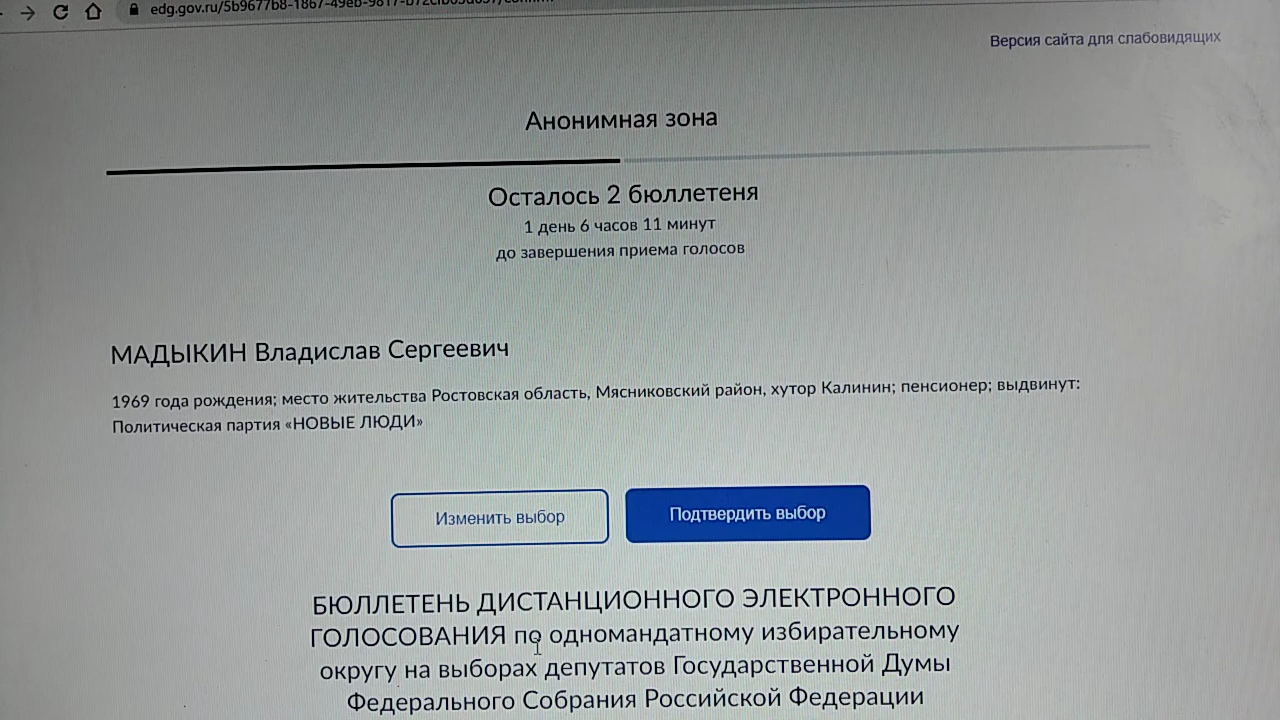 Версия сайта для слабовидящих
Анонимная зона
Осталось 2 бюллетеня
1 день 6 часов 11 минут
до завершения приема голосов
МАДЫКИН Владислав Сергеевич
1969 года рождения; место жительства Ростовская область, Мясниковский район, хутор Калинин; пенсионер; выдвинут:
Политическая партия «НОВЫЕ ЛЮДИ»
Изменить выбор
Подтвердить выбор
БЮЛЛЕТЕНЬ ДИСТАНЦИОННОГО ЭЛЕКТРОННОГО
ГОЛОСОВАНИЯ по одномандатному избирательному
округу на выборах депутатов Государственной Думы
Федерального Собрания Российской Федерации